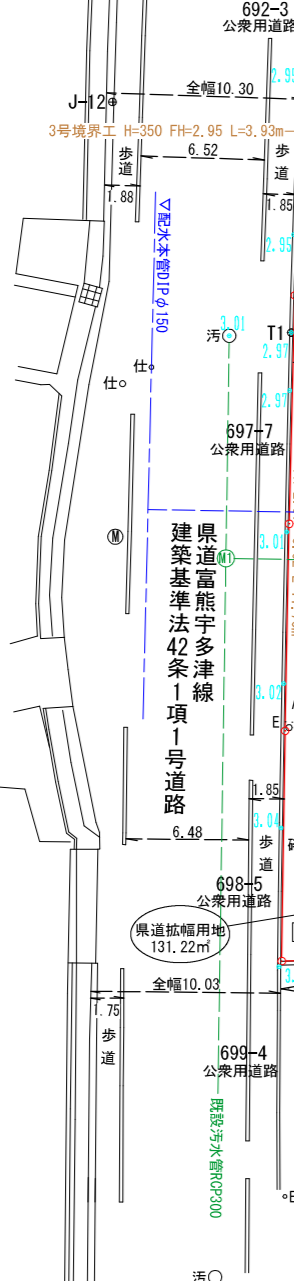 692-3
公衆用道路
2.95
全幅10.30
J-12
3号境界工 H=350 FH=2.95 L=3.93m
歩道
6.52
歩道
1.88
1.85
▽配水本管DIPφ150
2.95
3.01
汚
T1
2.97
仕
仕
2.97
697-7
公衆用道路
M
3.01
M1
県道富熊宇多津線
建築基準法42条1項1号道路
3.02
E
1.85
3.04
6.48
歩道
698-5
公衆用道路
県道拡幅用地
131.22㎡
全幅10.03
1.75
歩道
699-4
公衆用道路
既設汚水管RCP300
汚